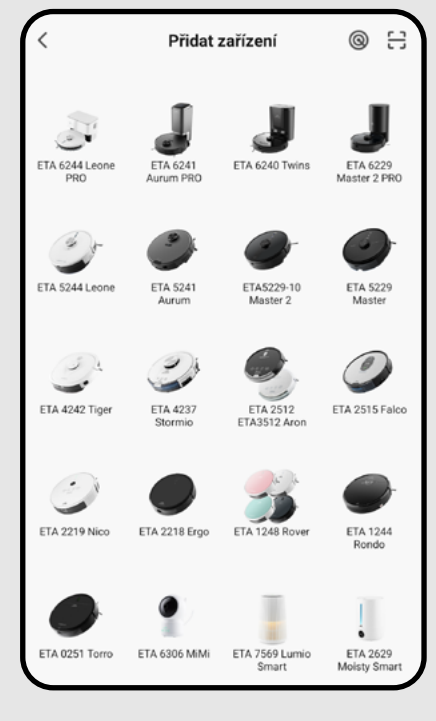 Přidat zařízení
ETA 6244 Leone
PRO
ETA 6241
Aurum PRO
ETA 6240 Twins
ETA 6229
Master 2 PRO
ETA 5244 Leone
ETA 5241
Aurum
ETA5229-10
Master 2
ETA 5229
Master
ETA 4242 Tiger
ETA 4237
Stormio
ETA 2512
ETA3512 Aron
ETA 2515 Falco
ETA 2219 Nico
ETA 2218 Ergo
ETA 1248 Rover
ETA 1244
Rondo
ETA 0251 Torro
ETA 6306 MiMi
ETA 7569 Lumio
Smart
ETA 2629
Moisty Smart